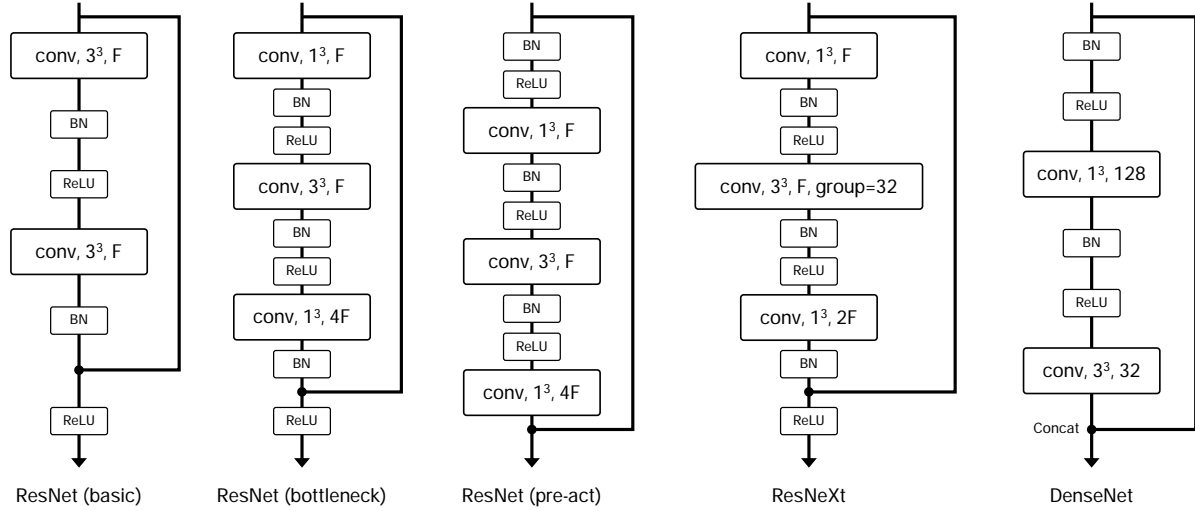 conv, 3³, F
BN
ReLU
conv, 3³, F
BN
ReLU
ResNet (basic)
conv, 1³, F
BN
ReLU
conv, 3³, F
BN
ReLU
conv, 1³, 4F
BN
ReLU
ResNet (bottleneck)
BN
ReLU
conv, 1³, F
BN
ReLU
conv, 3³, F
BN
ReLU
conv, 1³, 4F
ResNet (pre-act)
conv, 1³, F
BN
ReLU
conv, 3³, F, group=32
BN
ReLU
conv, 1³, 2F
BN
ReLU
ResNeXt
BN
ReLU
conv, 1³, 128
BN
ReLU
conv, 3³, 32
Concat
DenseNet